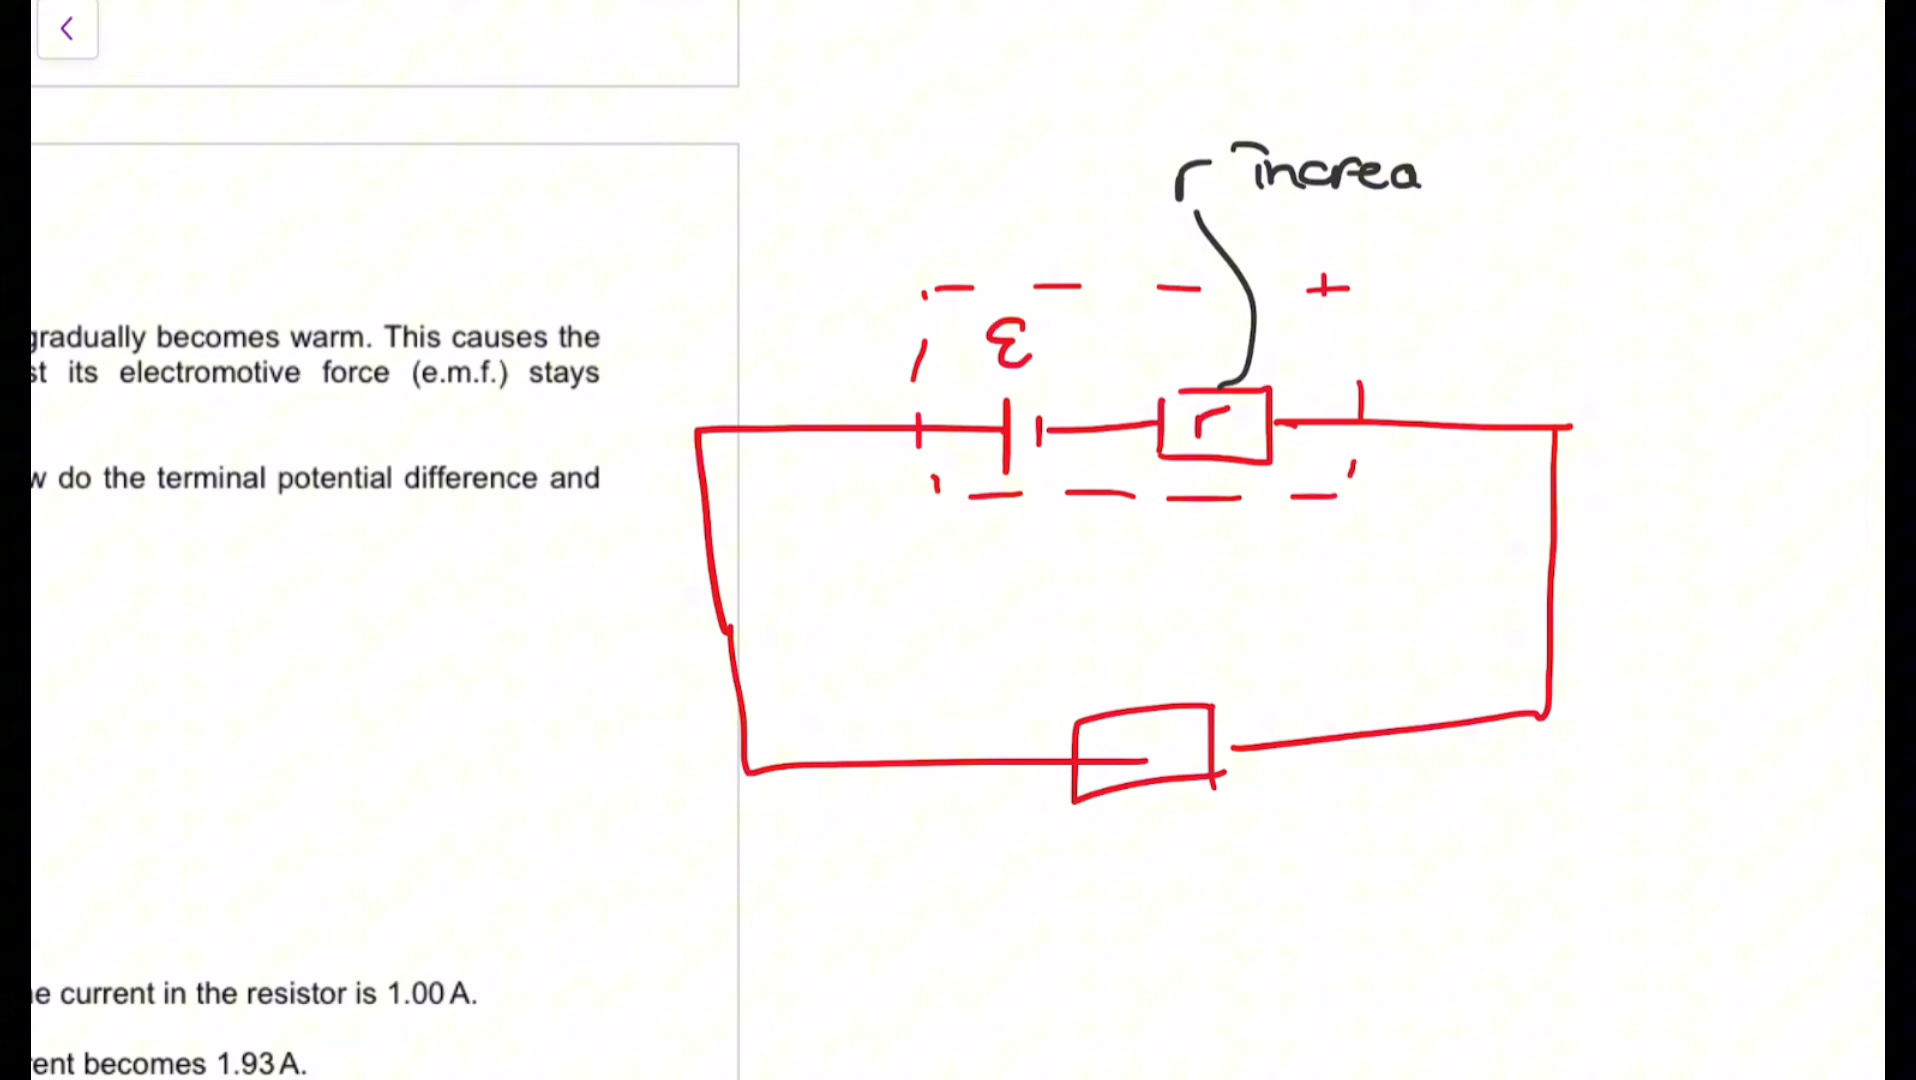 r increa
ε
r
gradually becomes warm. This causes the
st its electromotive force (e.m.f.) stays
w do the terminal potential difference and
e current in the resistor is 1.00 A.
ent becomes 1.93 A.